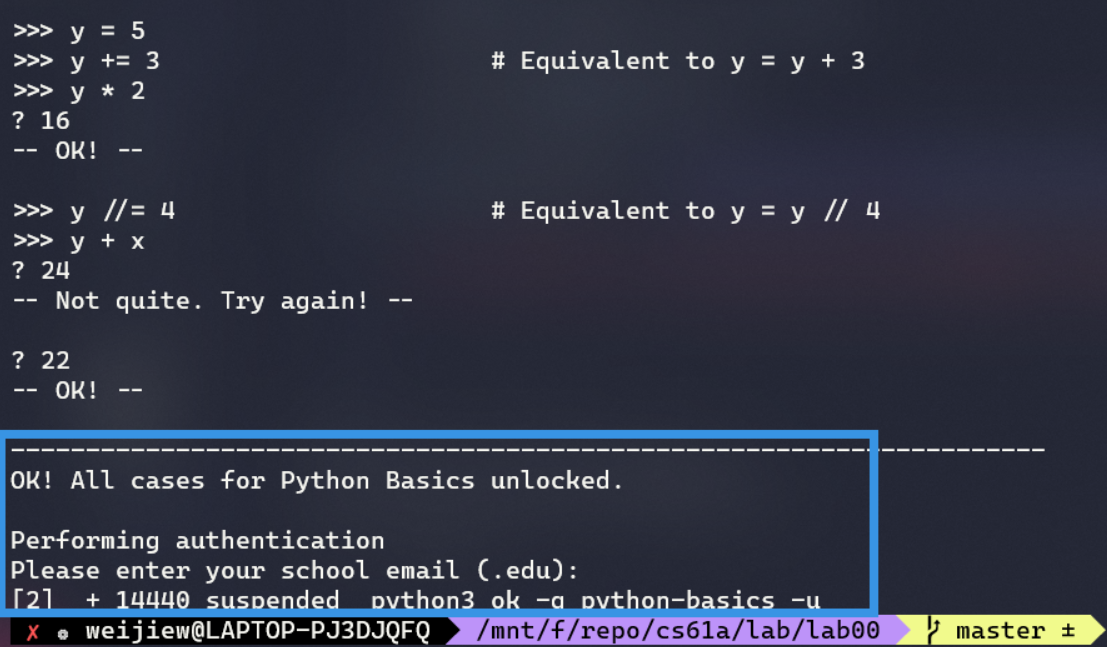 >>> y = 5
>>> y += 3 # Equivalent to y = y + 3
>>> y * 2
? 16
-- OK! --
>>> y //= 4 # Equivalent to y = y // 4
>>> y + x
? 24
-- Not quite. Try again! --
? 22
-- OK! --
---------------------------------------------------------------------
OK! All cases for Python Basics unlocked.
Performing authentication
Please enter your school email (.edu):
[2] + 14440 suspended python3 ok -q python-basics -u
✗ weijiew@LAPTOP-PJ3DJQFQ /mnt/f/repo/cs61a/lab/lab00 master ±